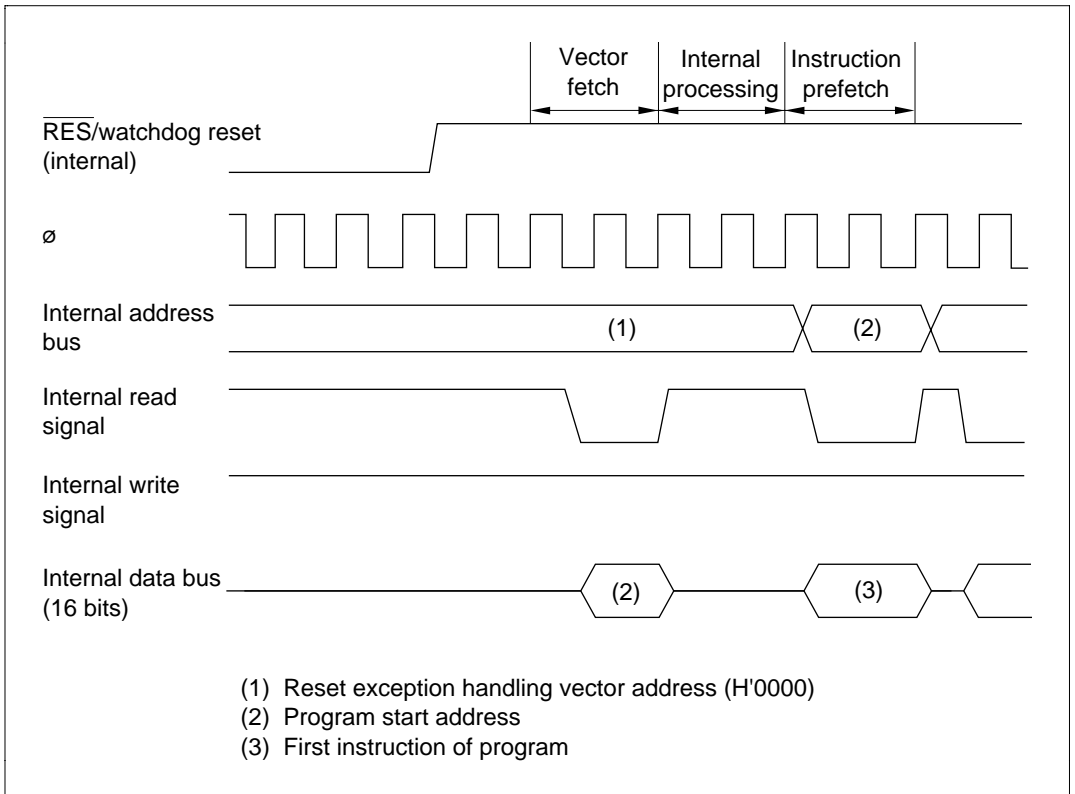 Vector fetch
Internal processing
Instruction prefetch
R̅E̅S̅/watchdog reset
(internal)
ø
Internal address
bus
(1)
(2)
Internal read
signal
Internal write
signal
Internal data bus
(16 bits)
(2)
(3)
(1) Reset exception handling vector address (H'0000)
(2) Program start address
(3) First instruction of program